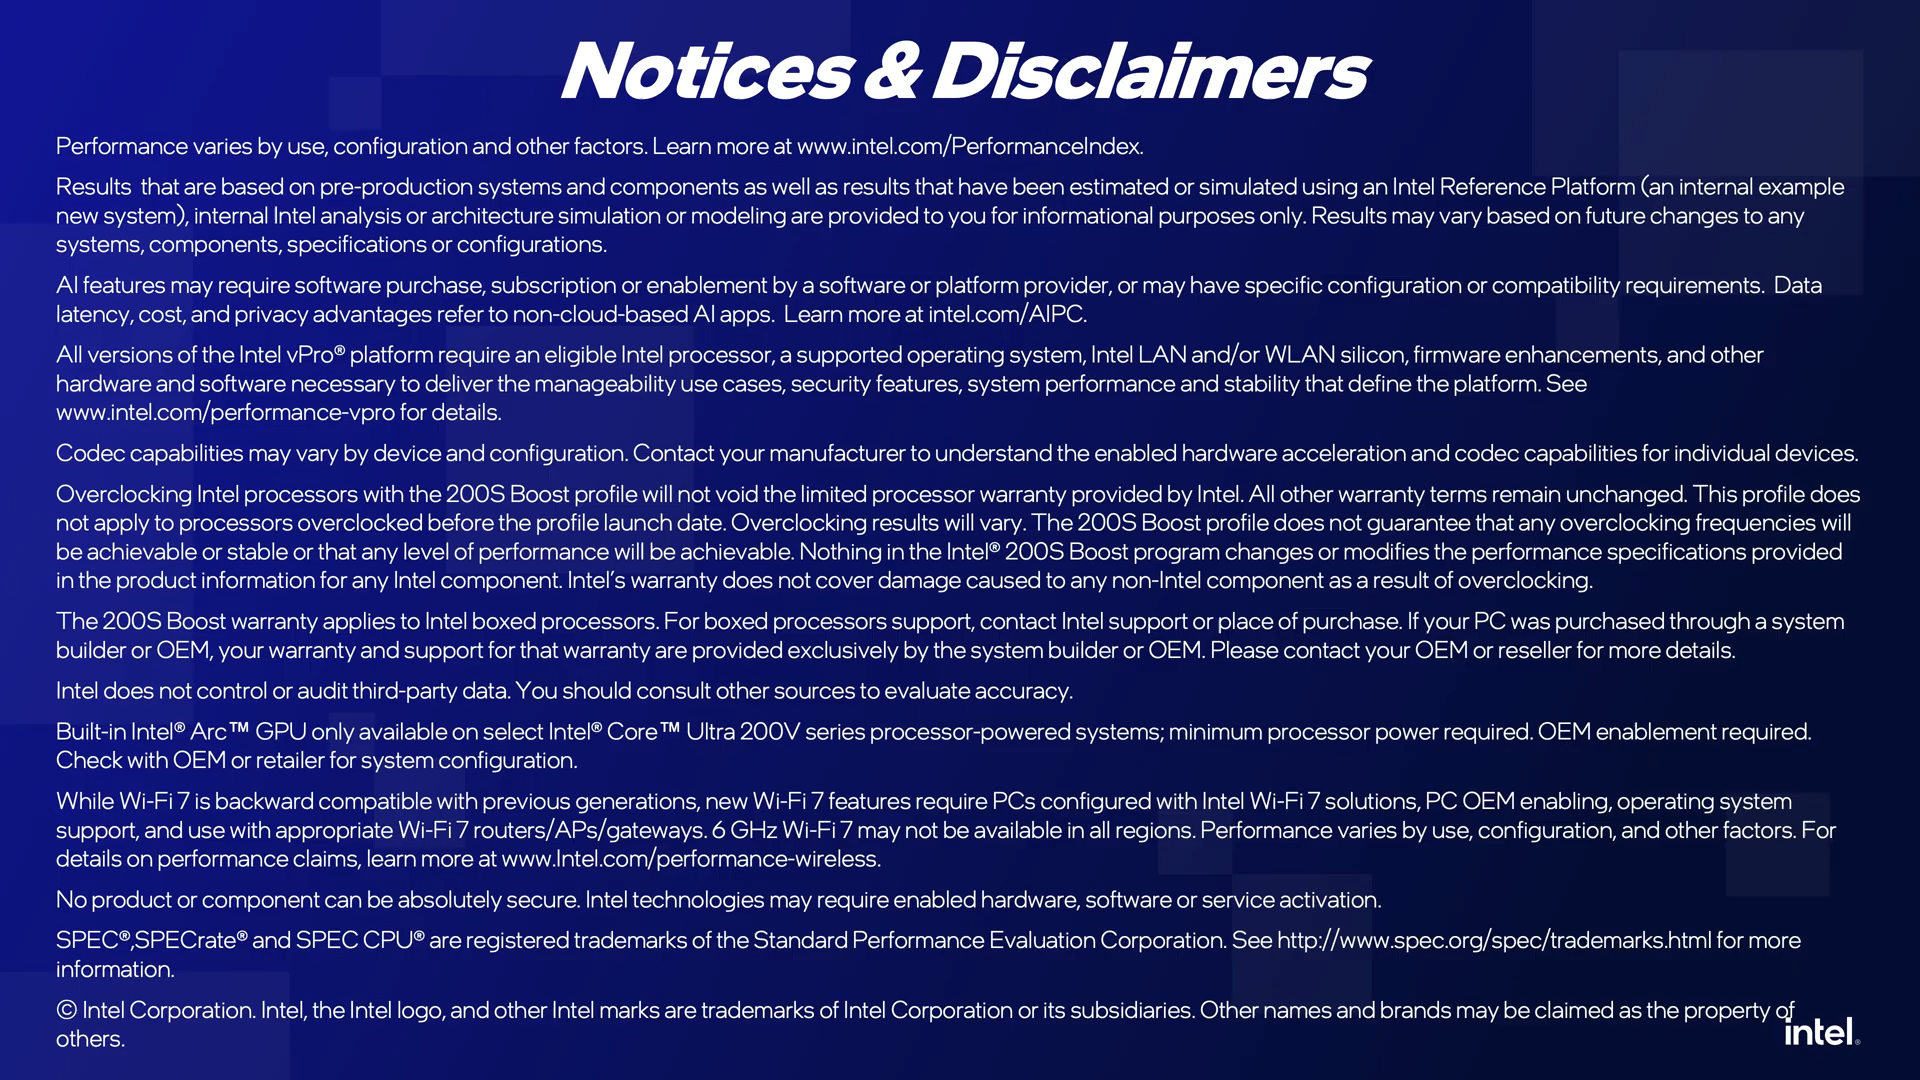 Notices & Disclaimers
Performance varies by use, configuration and other factors. Learn more at www.intel.com/PerformanceIndex.
Results  that are based on pre-production systems and components as well as results that have been estimated or simulated using an Intel Reference Platform (an internal example
new system), internal Intel analysis or architecture simulation or modeling are provided to you for informational purposes only. Results may vary based on future changes to any
systems, components, specifications or configurations.
AI features may require software purchase, subscription or enablement by a software or platform provider, or may have specific configuration or compatibility requirements.  Data
latency, cost, and privacy advantages refer to non-cloud-based AI apps.  Learn more at intel.com/AIPC.
All versions of the Intel vPro® platform require an eligible Intel processor, a supported operating system, Intel LAN and/or WLAN silicon, firmware enhancements, and other
hardware and software necessary to deliver the manageability use cases, security features, system performance and stability that define the platform. See
www.intel.com/performance-vpro for details.
Codec capabilities may vary by device and configuration. Contact your manufacturer to understand the enabled hardware acceleration and codec capabilities for individual devices.
Overclocking Intel processors with the 200S Boost profile will not void the limited processor warranty provided by Intel. All other warranty terms remain unchanged. This profile does
not apply to processors overclocked before the profile launch date. Overclocking results will vary. The 200S Boost profile does not guarantee that any overclocking frequencies will
be achievable or stable or that any level of performance will be achievable. Nothing in the Intel® 200S Boost program changes or modifies the performance specifications provided
in the product information for any Intel component. Intel's warranty does not cover damage caused to any non-Intel component as a result of overclocking.
The 200S Boost warranty applies to Intel boxed processors. For boxed processors support, contact Intel support or place of purchase. If your PC was purchased through a system
builder or OEM, your warranty and support for that warranty are provided exclusively by the system builder or OEM. Please contact your OEM or reseller for more details.
Intel does not control or audit third-party data. You should consult other sources to evaluate accuracy.
Built-in Intel® Arc™ GPU only available on select Intel® Core™ Ultra 200V series processor-powered systems; minimum processor power required. OEM enablement required.
Check with OEM or retailer for system configuration.
While Wi-Fi 7 is backward compatible with previous generations, new Wi-Fi 7 features require PCs configured with Intel Wi-Fi 7 solutions, PC OEM enabling, operating system
support, and use with appropriate Wi-Fi 7 routers/APs/gateways. 6 GHz Wi-Fi 7 may not be available in all regions. Performance varies by use, configuration, and other factors. For
details on performance claims, learn more at www.Intel.com/performance-wireless.
No product or component can be absolutely secure. Intel technologies may require enabled hardware, software or service activation.
SPEC®,SPECrate® and SPEC CPU® are registered trademarks of the Standard Performance Evaluation Corporation. See http://www.spec.org/spec/trademarks.html for more
information.
© Intel Corporation. Intel, the Intel logo, and other Intel marks are trademarks of Intel Corporation or its subsidiaries. Other names and brands may be claimed as the property of
others.
intel®